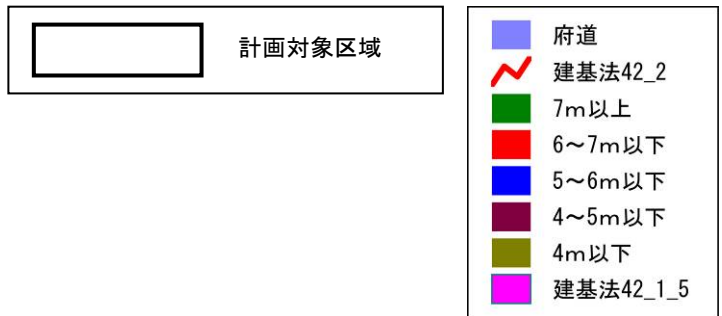 計画対象区域
府道
建基法42_2
7m以上
6～7m以下
5～6m以下
4～5m以下
4m以下
建基法42_1_5